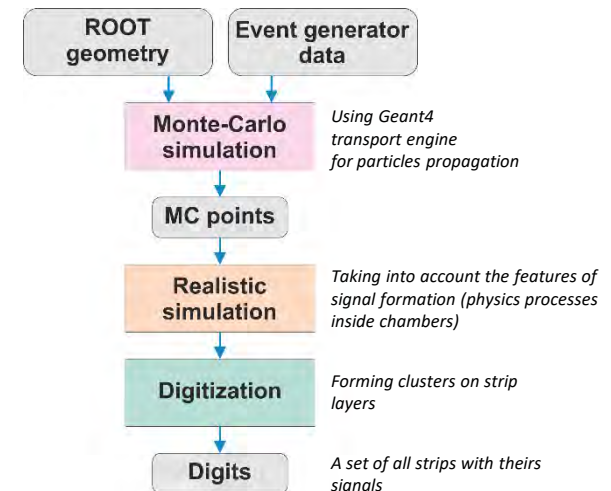 ROOT
geometry
Event generator
data
Monte-Carlo
simulation
Using Geant4
transport engine
for particles propagation
MC points
Realistic
simulation
Taking into account the features of
signal formation (physics processes
inside chambers)
Digitization
Forming clusters on strip
layers
Digits
A set of all strips with theirs
signals